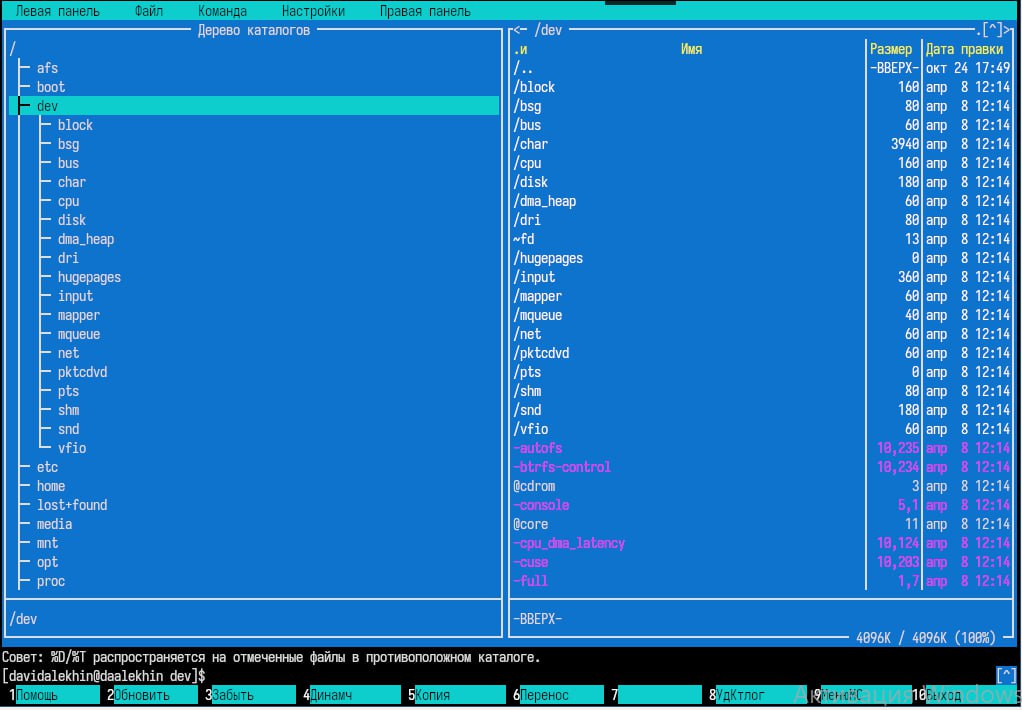 Левая панель Файл Команда Настройки Правая панель
Дерево каталогов
/
afs
boot
dev
block
bsg
bus
char
cpu
disk
dma_heap
dri
hugepages
input
mapper
mqueue
net
pktcdvd
pts
shm
snd
vfio
etc
home
lost+found
media
mnt
opt
proc
/dev
<─ /dev .[^]>
.и Имя Размер Дата правки
/.. -ВВЕРХ- окт 24 17:49
/block 160 апр 8 12:14
/bsg 80 апр 8 12:14
/bus 60 апр 8 12:14
/char 3940 апр 8 12:14
/cpu 160 апр 8 12:14
/disk 180 апр 8 12:14
/dma_heap 60 апр 8 12:14
/dri 80 апр 8 12:14
~fd 13 апр 8 12:14
/hugepages 0 апр 8 12:14
/input 360 апр 8 12:14
/mapper 60 апр 8 12:14
/mqueue 40 апр 8 12:14
/net 60 апр 8 12:14
/pktcdvd 60 апр 8 12:14
/pts 0 апр 8 12:14
/shm 80 апр 8 12:14
/snd 180 апр 8 12:14
/vfio 60 апр 8 12:14
-autofs 10,235 апр 8 12:14
-btrfs-control 10,234 апр 8 12:14
@cdrom 3 апр 8 12:14
-console 5,1 апр 8 12:14
@core 11 апр 8 12:14
-cpu_dma_latency 10,124 апр 8 12:14
-cuse 10,203 апр 8 12:14
-full 1,7 апр 8 12:14
-ВВЕРХ-
4096K / 4096K (100%)
Совет: %D/%T распространяется на отмеченные файлы в противоположном каталоге.
[davidalekhin@daalekhin dev]$ [^]
1Помощь 2Обновить 3Забыть 4Динамч 5Копия 6Перенос 7 8УдКтлог 9 10Выход
Активация Windows